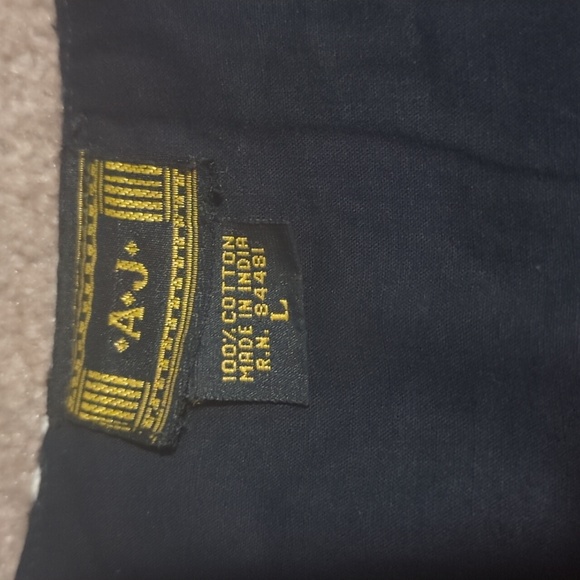 ◆A◆J◆
100% COTTON
MADE IN INDIA
R.N. 84481
L